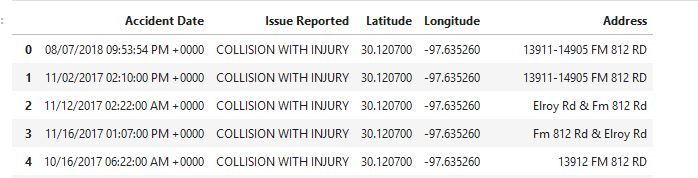 Accident Date Issue Reported Latitude Longitude Address
0 08/07/2018 09:53:54 PM +0000 COLLISION WITH INJURY 30.120700 -97.635260 13911-14905 FM 812 RD
1 11/02/2017 02:10:00 PM +0000 COLLISION WITH INJURY 30.120700 -97.635260 13911-14905 FM 812 RD
2 11/12/2017 02:22:00 AM +0000 COLLISION WITH INJURY 30.120700 -97.635260 Elroy Rd & Fm 812 Rd
3 11/16/2017 01:07:00 PM +0000 COLLISION WITH INJURY 30.120700 -97.635260 Fm 812 Rd & Elroy Rd
4 10/16/2017 06:22:00 AM +0000 COLLISION WITH INJURY 30.120700 -97.635260 13912 FM 812 RD